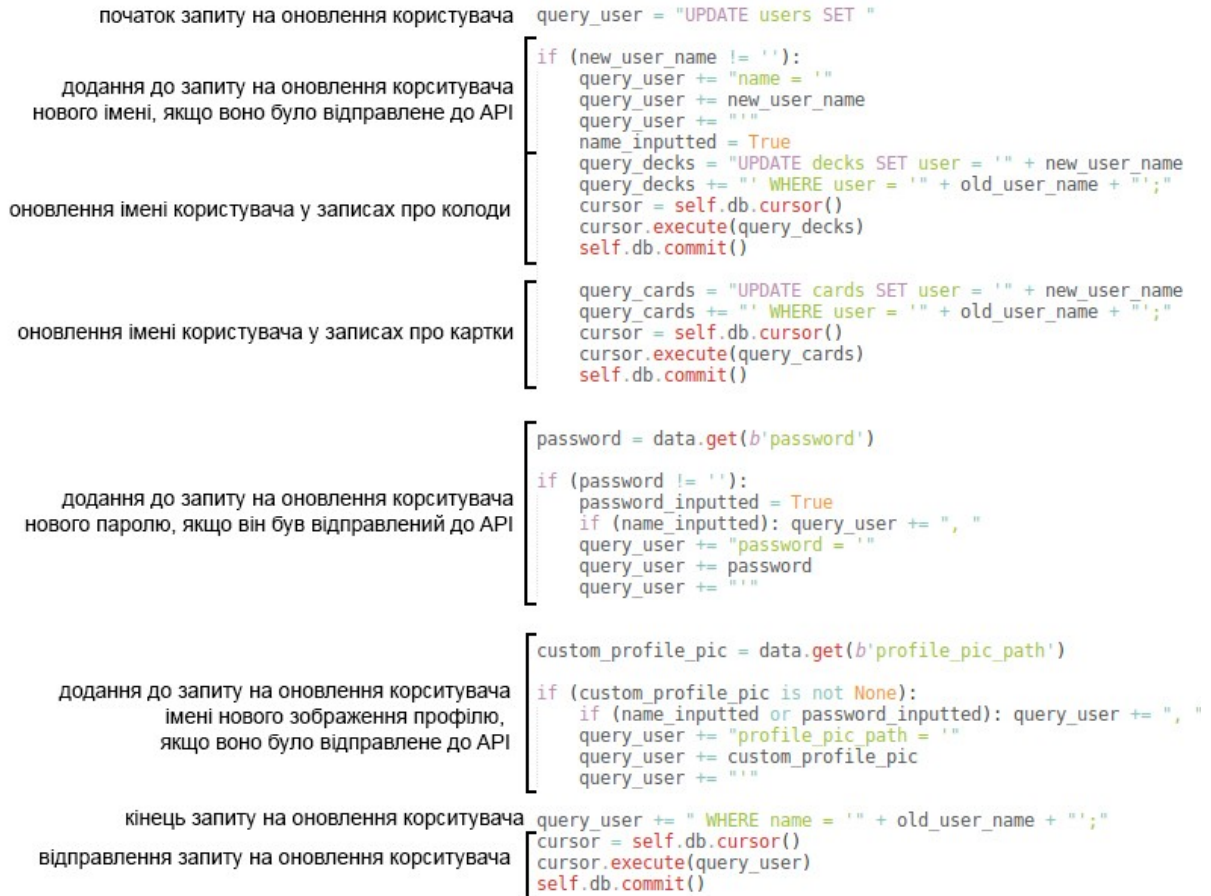 початок запиту на оновлення користувача
query_user = "UPDATE users SET "
додання до запиту на оновлення корситувача
нового імені, якщо воно було відправлене до API
if (new_user_name != ''):
query_user += "name = '"
query_user += new_user_name
query_user += "'"
name_inputted = True
оновлення імені користувача у записах про колоди
query_decks = "UPDATE decks SET user = '" + new_user_name
query_decks += "' WHERE user = '" + old_user_name + "';"
cursor = self.db.cursor()
cursor.execute(query_decks)
self.db.commit()
оновлення імені користувача у записах про картки
query_cards = "UPDATE cards SET user = '" + new_user_name
query_cards += "' WHERE user = '" + old_user_name + "';"
cursor = self.db.cursor()
cursor.execute(query_cards)
self.db.commit()
додання до запиту на оновлення корситувача
нового паролю, якщо він був відправлений до API
password = data.get(b'password')
if (password != ''):
password_inputted = True
if (name_inputted): query_user += ", "
query_user += "password = '"
query_user += password
query_user += "'"
додання до запиту на оновлення корситувача
імені нового зображення профілю,
якщо воно було відправлене до API
custom_profile_pic = data.get(b'profile_pic_path')
if (custom_profile_pic is not None):
if (name_inputted or password_inputted): query_user += ", "
query_user += "profile_pic_path = '"
query_user += custom_profile_pic
query_user += "'"
кінець запиту на оновлення корситувача
query_user += " WHERE name = '" + old_user_name + "';"
відправлення запиту на оновлення корситувача
cursor = self.db.cursor()
cursor.execute(query_user)
self.db.commit()